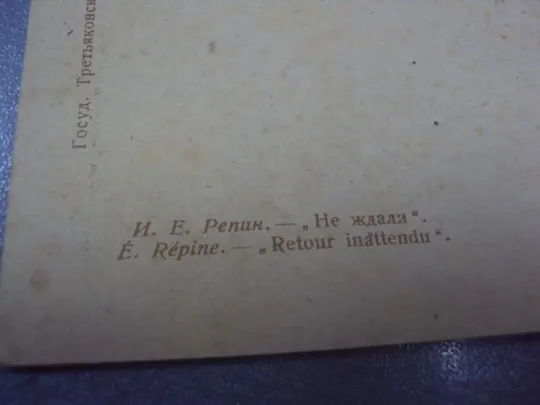 Госуд. Третьяковск
И. Е. Репин. — „Не ждали“.
É. Répine. — „Retour inattendu“.